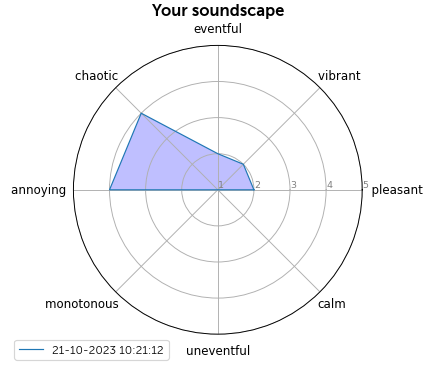 Your soundscape
eventful
chaotic
vibrant
annoying
1
2
3
4
5
pleasant
monotonous
calm
uneventful
21-10-2023 10:21:12